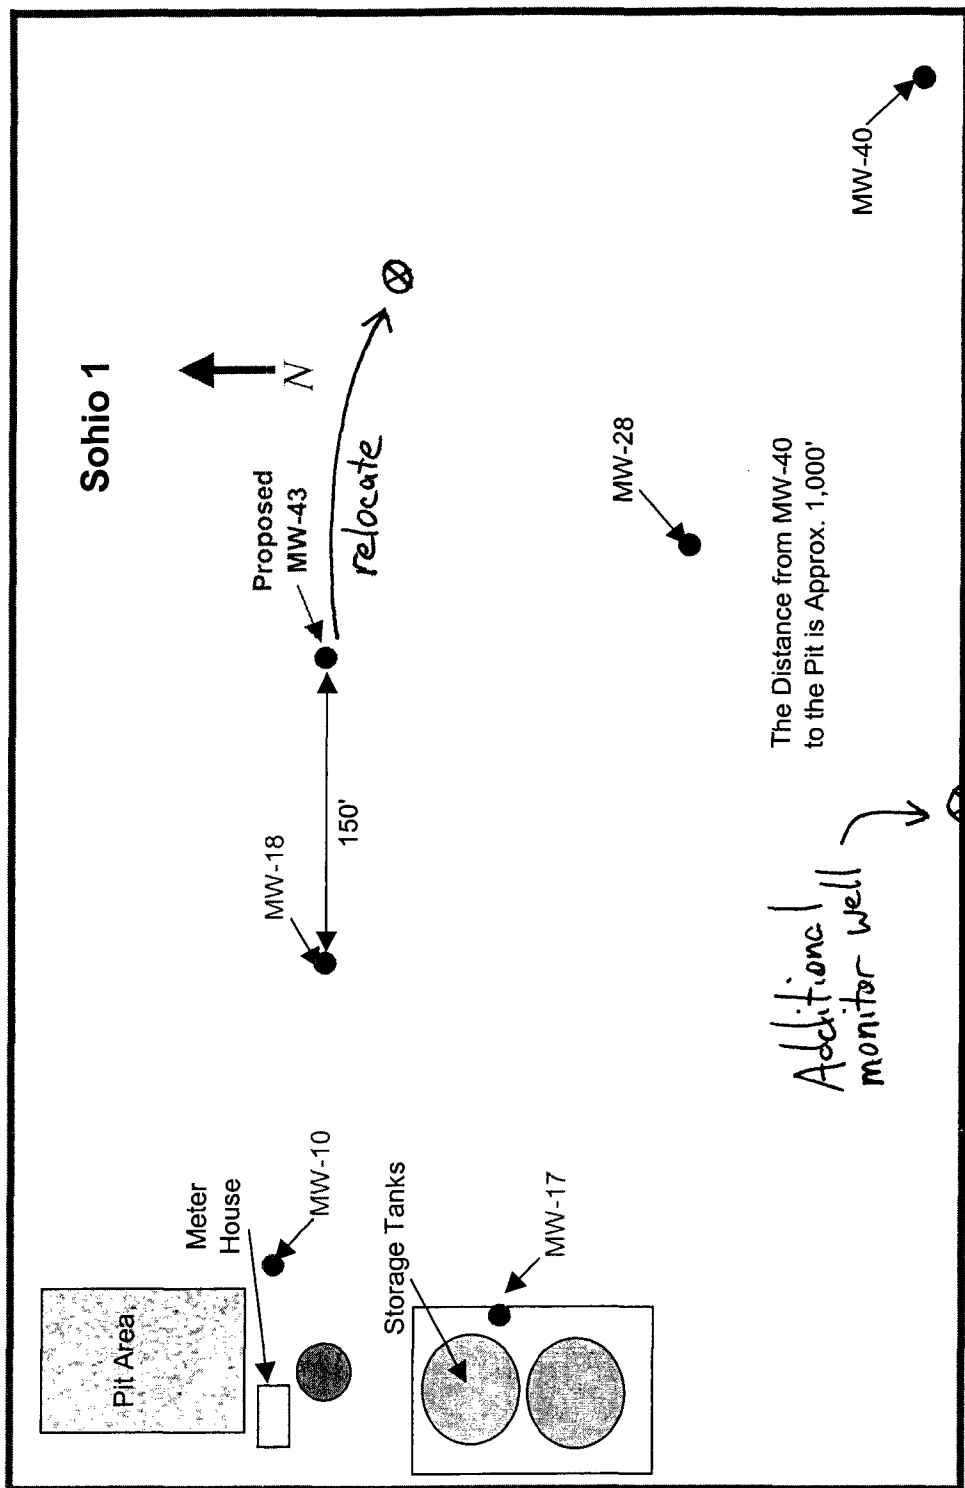 Sohio 1
N
Pit Area
Meter
House
MW-10
MW-18
150'
Proposed
MW-43
relocate
Storage Tanks
MW-17
MW-28
MW-40
The Distance from MW-40
to the Pit is Approx. 1,000'
Additional
monitor well